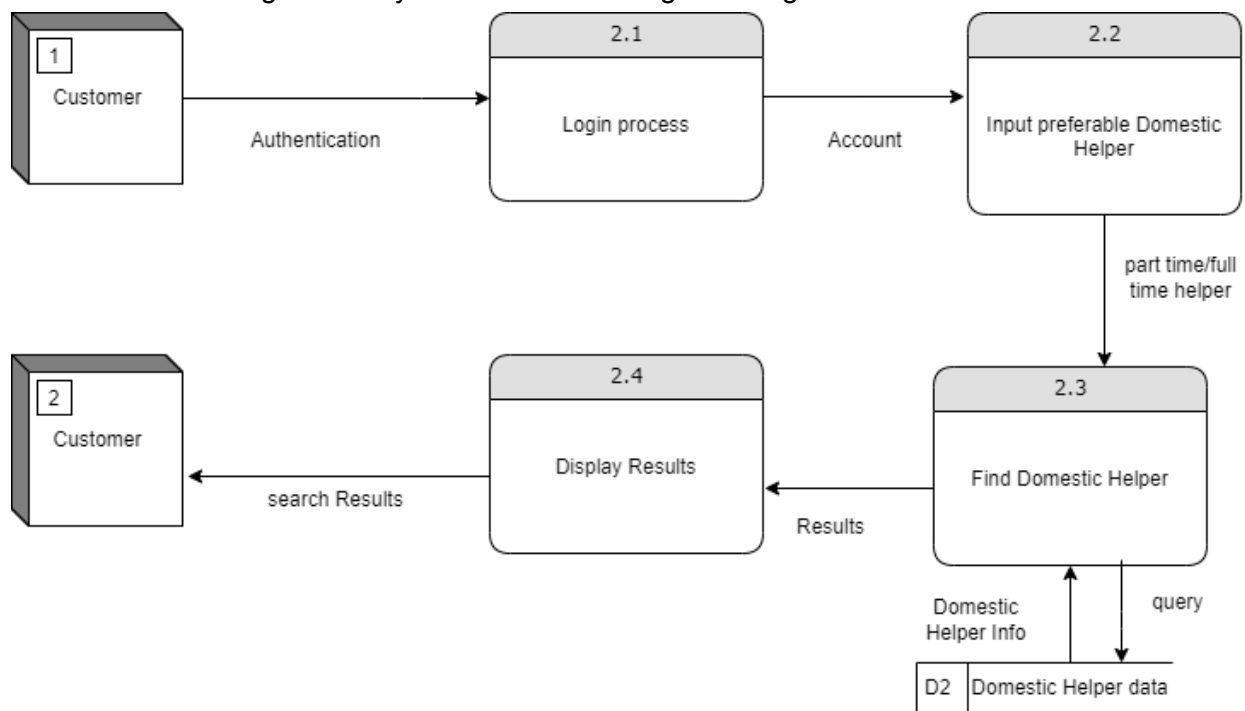 1
Customer
Authentication
2.1
Login process
Account
2.2
Input preferable Domestic
Helper
part time/full
time helper
2
Customer
search Results
2.4
Display Results
Results
2.3
Find Domestic Helper
Domestic
Helper Info
query
D2
Domestic Helper data